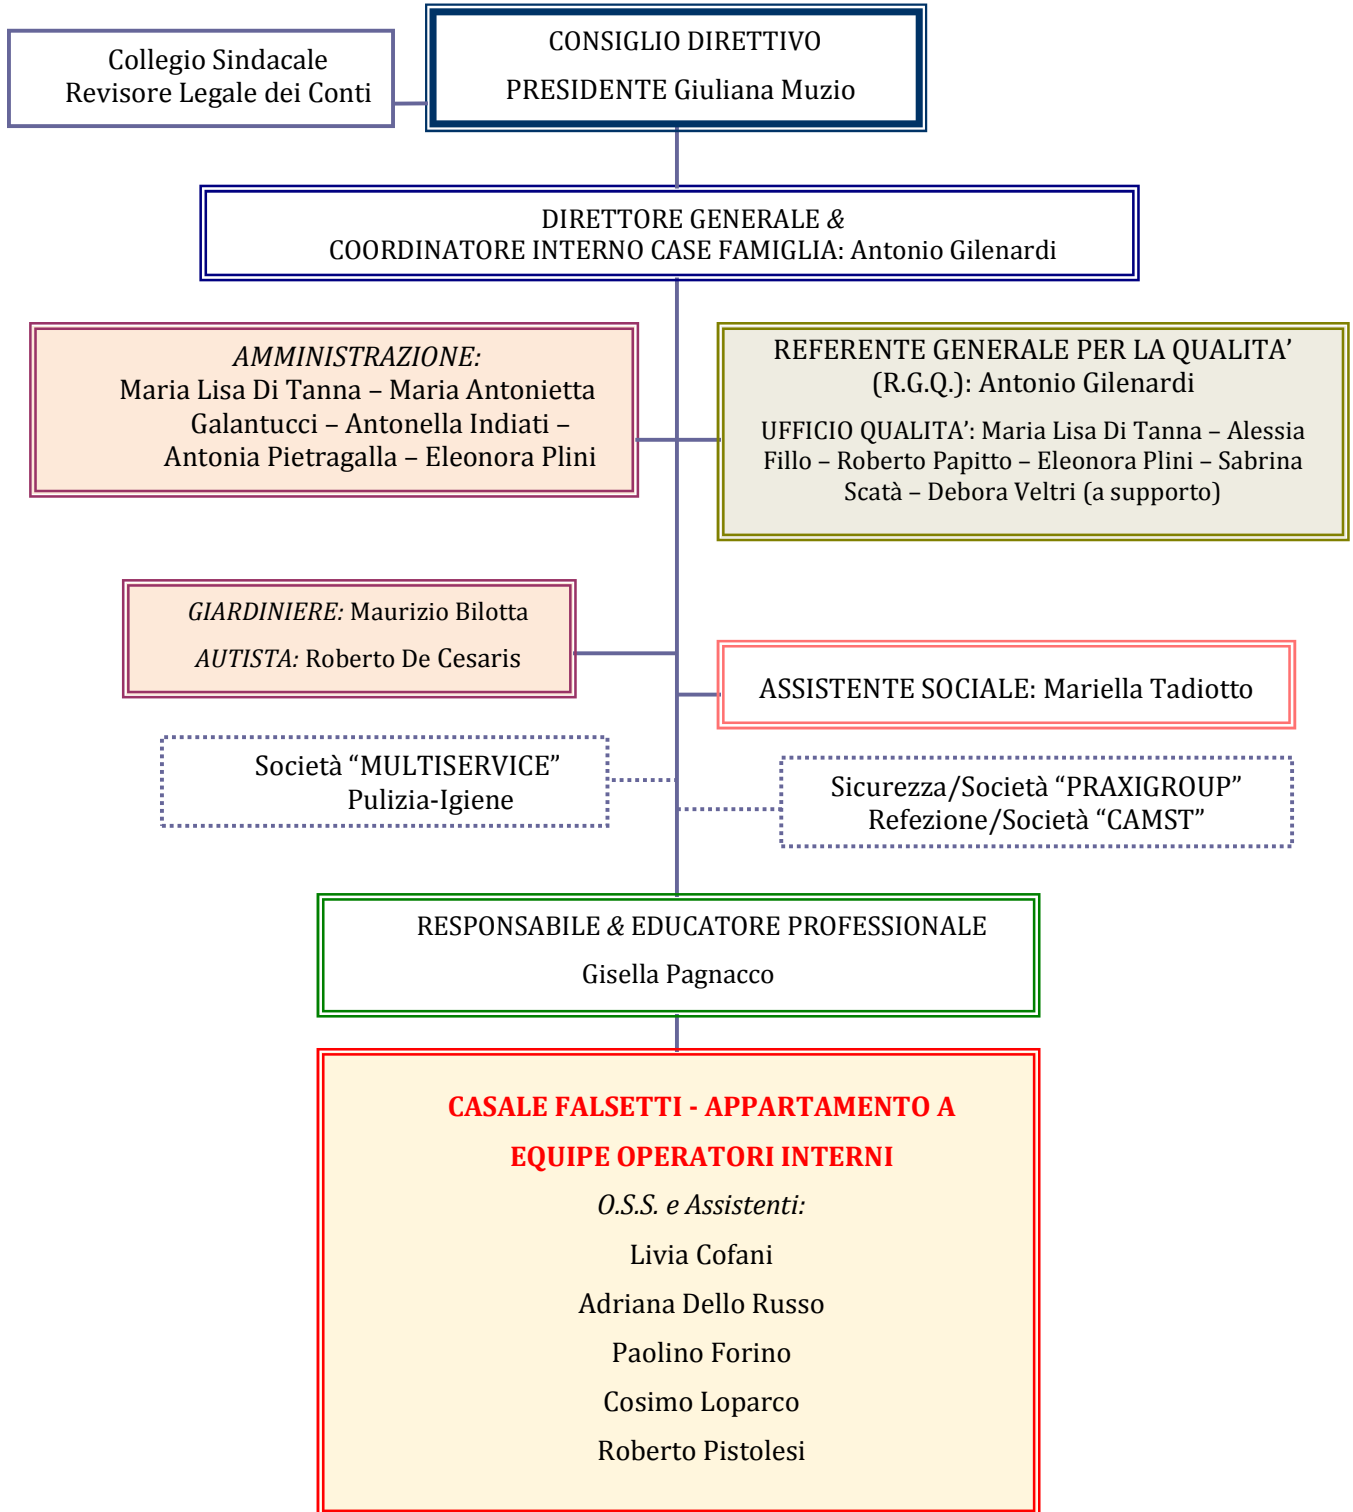 Collegio Sindacale
Revisore Legale dei Conti
CONSIGLIO DIRETTIVO
PRESIDENTE Giuliana Muzio
DIRETTORE GENERALE &
COORDINATORE INTERNO CASE FAMIGLIA: Antonio Gilenardi
AMMINISTRAZIONE:
Maria Lisa Di Tanna – Maria Antonietta
Galantucci – Antonella Indiati –
Antonia Pietragalla – Eleonora Plini
REFERENTE GENERALE PER LA QUALITA’
(R.G.Q.): Antonio Gilenardi
UFFICIO QUALITA’: Maria Lisa Di Tanna – Alessia
Fillo – Roberto Papitto – Eleonora Plini – Sabrina
Scatà – Debora Veltri (a supporto)
GIARDINIERE: Maurizio Bilotta
AUTISTA: Roberto De Cesaris
ASSISTENTE SOCIALE: Mariella Tadiotto
Società “MULTISERVICE”
Pulizia-Igiene
Sicurezza/Società “PRAXIGROUP”
Refezione/Società “CAMST”
RESPONSABILE & EDUCATORE PROFESSIONALE
Gisella Pagnacco
CASALE FALSETTI - APPARTAMENTO A
EQUIPE OPERATORI INTERNI
O.S.S. e Assistenti:
Livia Cofani
Adriana Dello Russo
Paolino Forino
Cosimo Loparco
Roberto Pistolesi